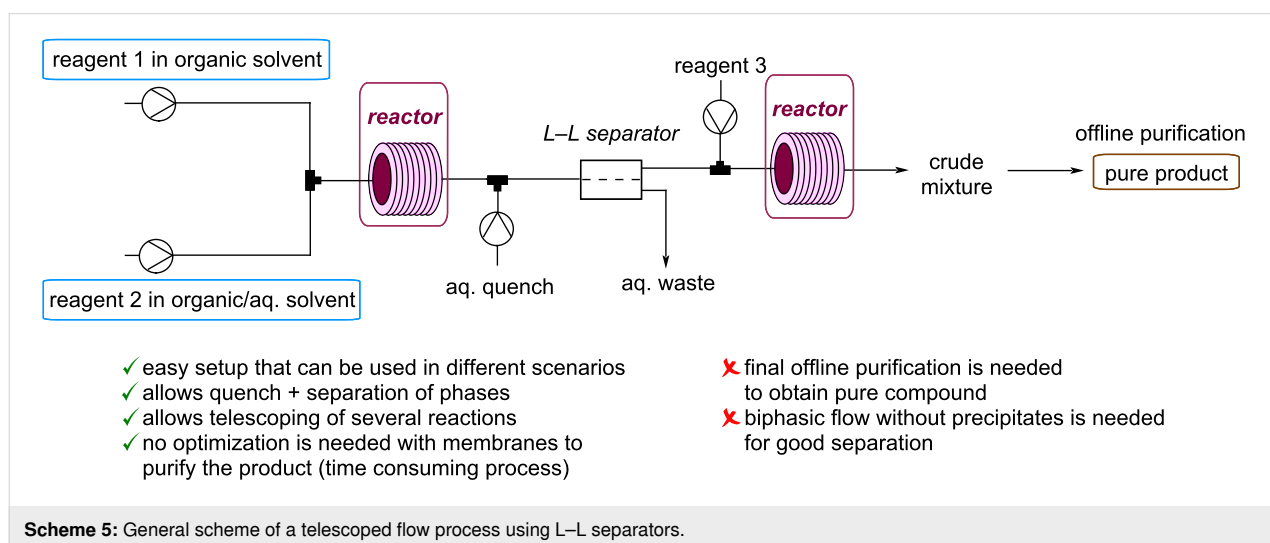 reagent 1 in organic solvent
reagent 2 in organic/aq. solvent
reactor
aq. quench
L–L separator
aq. waste
reagent 3
reactor
crude
mixture
offline purification
pure product
easy setup that can be used in different scenarios
allows quench + separation of phases
allows telescoping of several reactions
no optimization is needed with membranes to
purify the product (time consuming process)
final offline purification is needed
to obtain pure compound
biphasic flow without precipitates is needed
for good separation
Scheme 5: General scheme of a telescoped flow process using L–L separators.